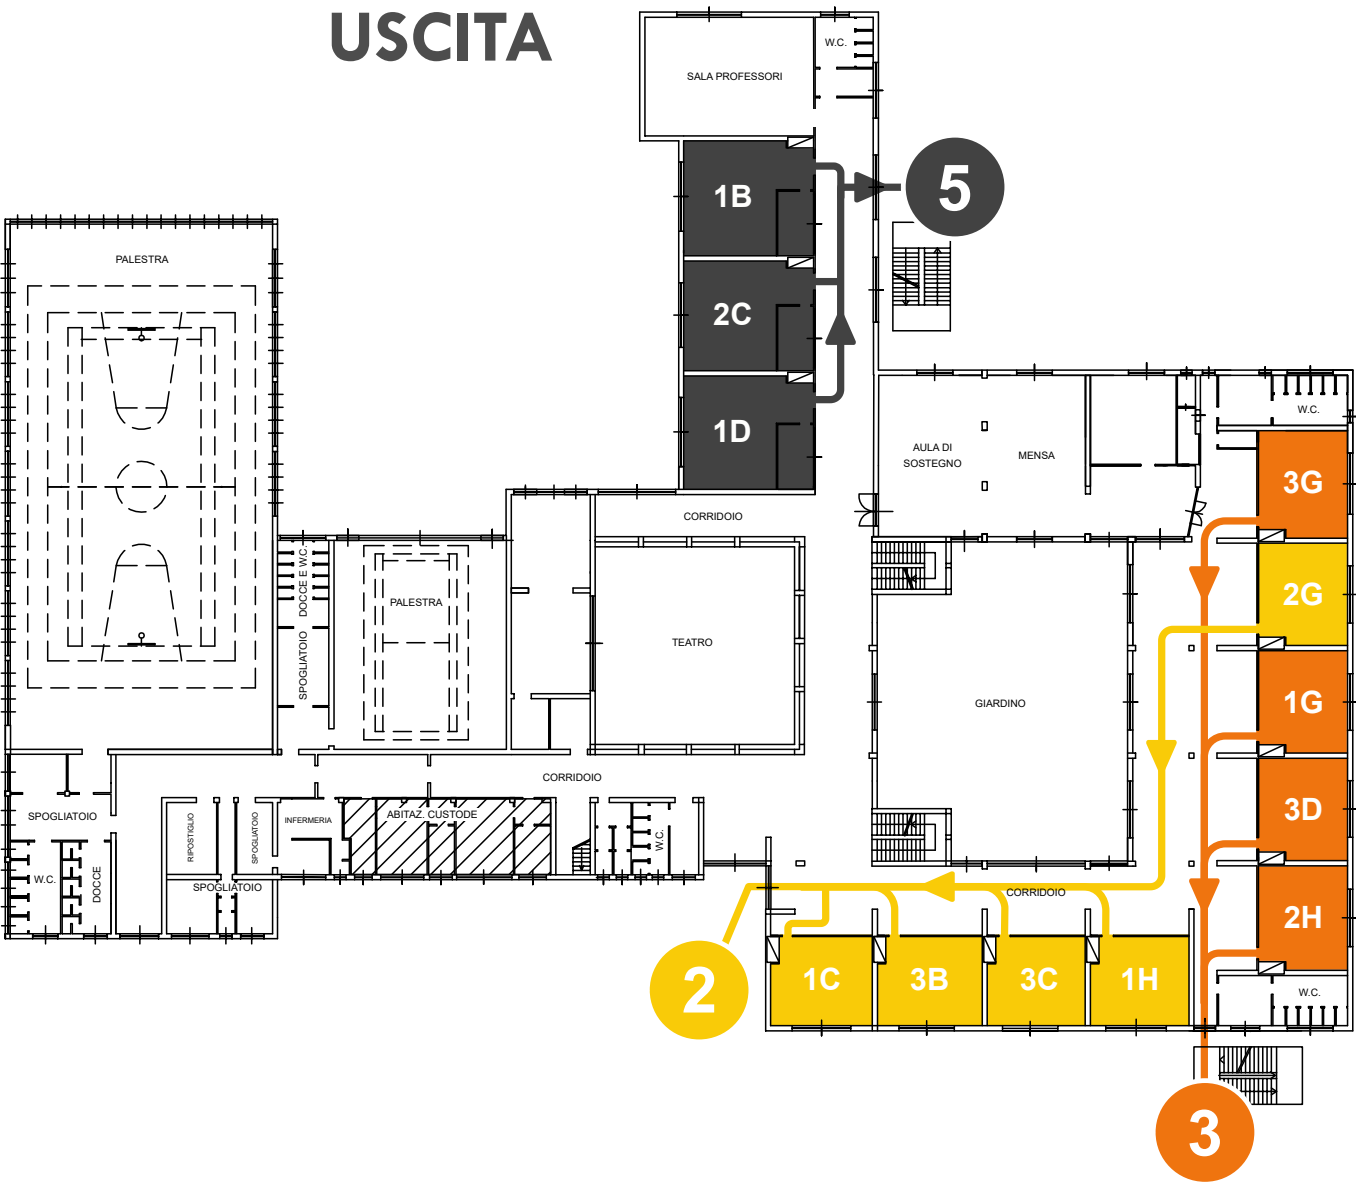 USCITA
W.C.
SALA PROFESSORI
1B
5
2C
1D
PALESTRA
W.C.
AULA DI
SOSTEGNO
MENSA
3G
CORRIDOIO
2G
DOCCE E W.C.
PALESTRA
SPOGLIATOIO
TEATRO
GIARDINO
1G
CORRIDOIO
3D
SPOGLIATOIO
RIPOSTIGLIO
SPOGLIATOIO
INFERMERIA
ABITAZ. CUSTODE
W.C.
W.C.
DOCCE
SPOGLIATOIO
CORRIDOIO
2H
2
1C
3B
3C
1H
W.C.
3